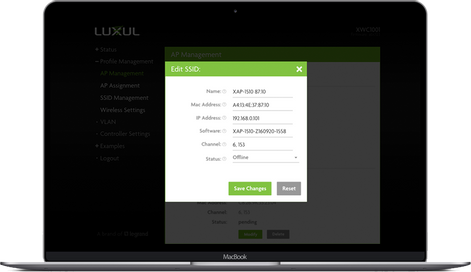 LUXUL
XWC1000
Status
Profile Management
AP Management
AP Assignment
SSID Management
Wireless Settings
VLAN
Controller Settings
Examples
Logout
AP Management
Edit SSID:
Name:
XAP-1510 87:10
Mac Address:
A4:13:4E:37:87:10
IP Address:
192.168.0.101
Software:
XAP-1510-Z160920-1558
Channel:
6, 153
Status:
Offline
Save Changes
Reset
Channel:
6, 153
Status:
pending
MacBook